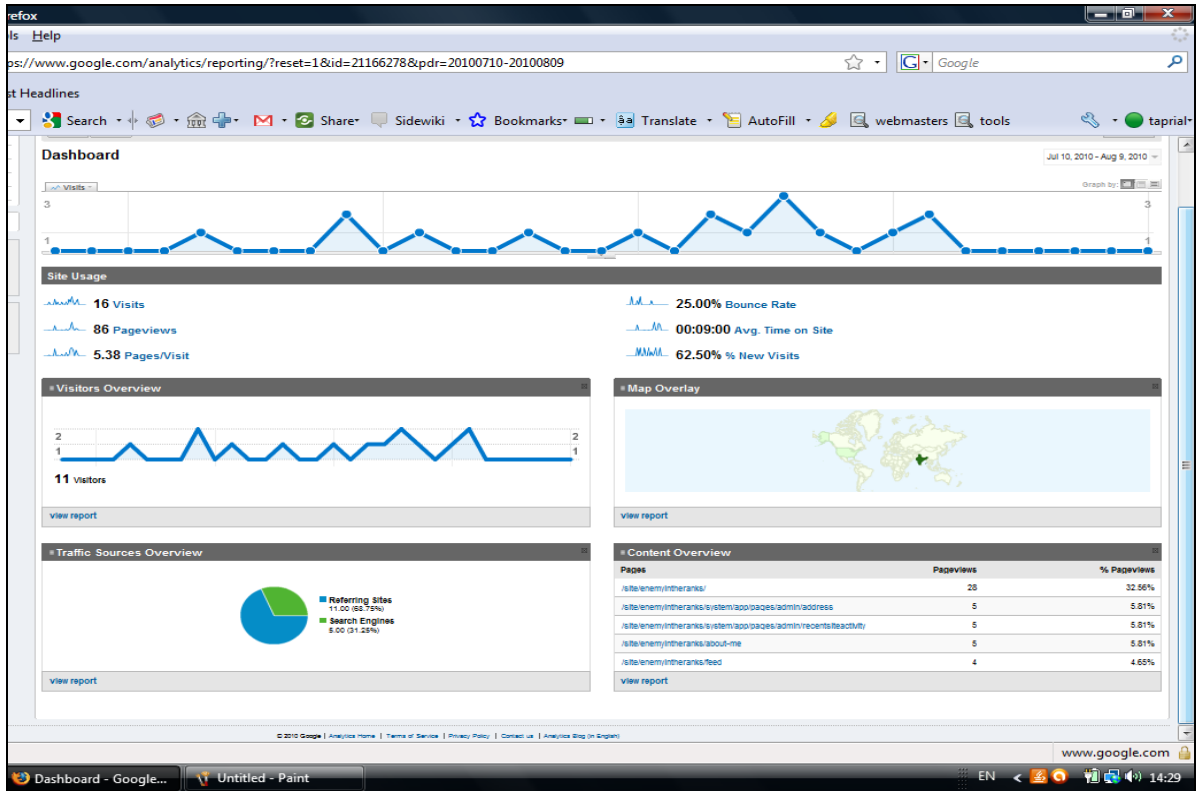 refox
ls Help
ps://www.google.com/analytics/reporting/?reset=1&id=21166278&pdr=20100710-20100809
G Google
st Headlines
Search Share Sidewiki Bookmarks Translate AutoFill webmasters tools taprial
Dashboard
Jul 10, 2010 - Aug 9, 2010
Visits
Graph by:
3 3
1 1
Site Usage
16 Visits
25.00% Bounce Rate
86 Pageviews
00:09:00 Avg. Time on Site
5.38 Pages/Visit
62.50% % New Visits
Visitors Overview
2 2
1 1
11 Visitors
view report
Map Overlay
view report
Traffic Sources Overview
Referring Sites
11.00 (68.75%)
Search Engines
5.00 (31.25%)
view report
Content Overview
Pages Pageviews % Pageviews
/site/enemyintheranks/ 28 32.56%
/site/enemyintheranks/system/app/pages/admin/address 5 5.81%
/site/enemyintheranks/system/app/pages/admin/recentsiteactivity 5 5.81%
/site/enemyintheranks/about-me 5 5.81%
/site/enemyintheranks/feed 4 4.65%
view report
© 2010 Google | Analytics Home | Terms of Service | Privacy Policy | Contact us | Analytics Blog (in English)
www.google.com
Dashboard - Google... Untitled - Paint EN 14:29